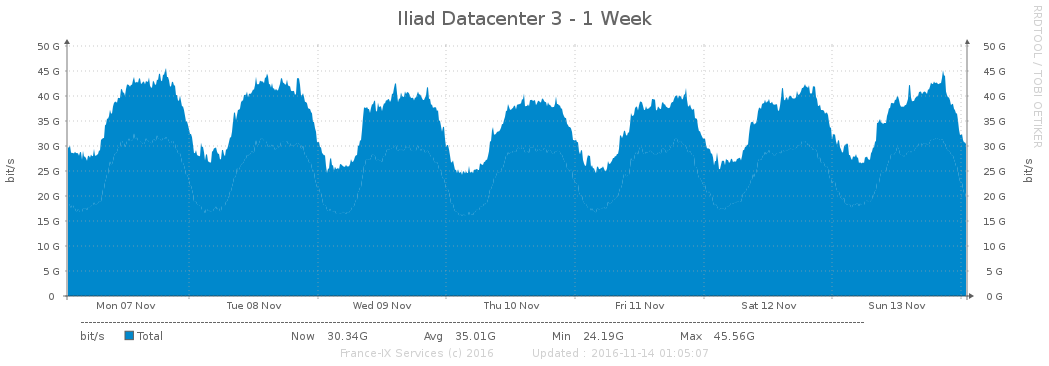 Iliad Datacenter 3 - 1 Week
RRDTOOL / TOBI OETIKER
50 G 50 G
45 G 45 G
40 G 40 G
35 G 35 G
30 G 30 G
25 G 25 G
20 G 20 G
15 G 15 G
10 G 10 G
5 G 5 G
0 0 G
bit/s bit/s
Mon 07 Nov Tue 08 Nov Wed 09 Nov Thu 10 Nov Fri 11 Nov Sat 12 Nov Sun 13 Nov
bit/s Total Now 30.34G Avg 35.01G Min 24.19G Max 45.56G
France-IX Services (c) 2016 Updated : 2016-11-14 01:05:07